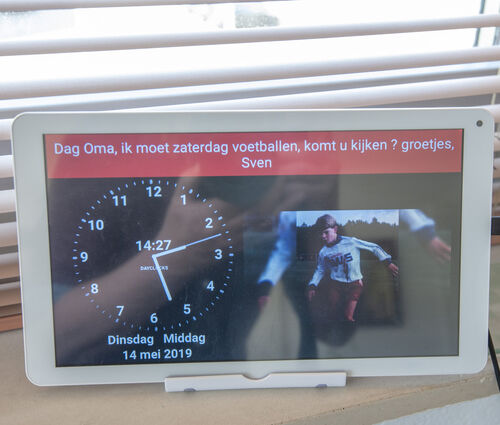 Dag Oma, ik moet zaterdag voetballen, komt u kijken ? groetjes,
Sven
12
1
2
3
4
5
6
7
8
9
10
11
14:27
DAYCLOCKS
Dinsdag Middag
14 mei 2019